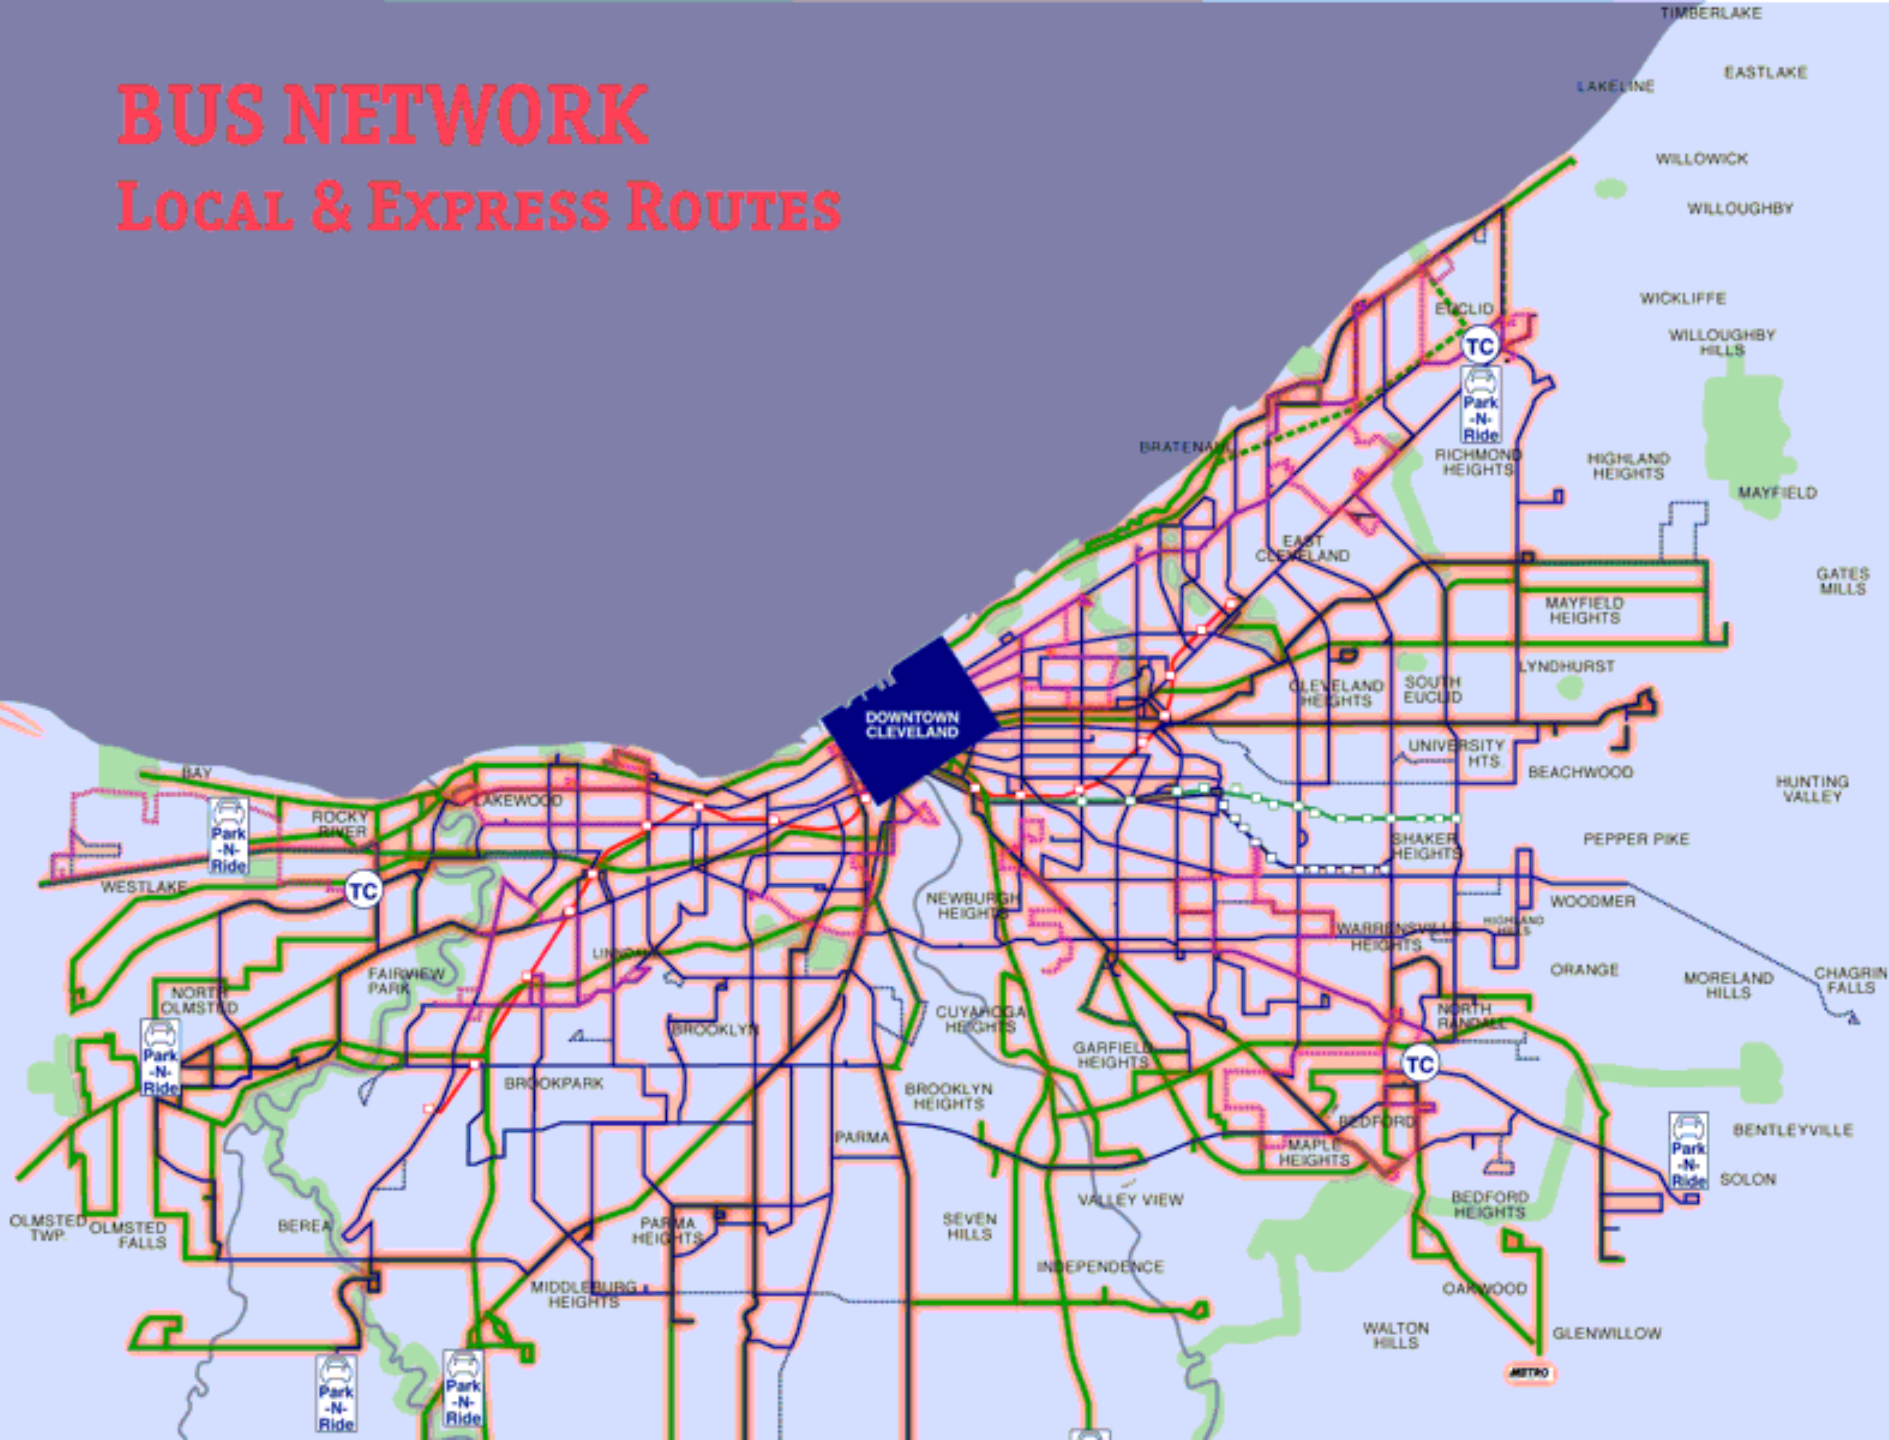 TIMBERLAKE
EASTLAKE
LAKELINE
BUS NETWORK
LOCAL & EXPRESS ROUTES
WILLOWICK
WILLOUGHBY
WICKLIFFE
EUCLID
WILLOUGHBY
HILLS
TC
Park
-N-
Ride
BRATENAHL
RICHMOND
HEIGHTS
HIGHLAND
HEIGHTS
MAYFIELD
EAST
CLEVELAND
GATES
MILLS
MAYFIELD
HEIGHTS
LYNDHURST
CLEVELAND
HEIGHTS
SOUTH
EUCLID
DOWNTOWN
CLEVELAND
UNIVERSITY
HTS.
BEACHWOOD
HUNTING
VALLEY
BAY
LAKEWOOD
ROCKY
RIVER
Park
-N-
Ride
SHAKER
HEIGHTS
PEPPER PIKE
WESTLAKE
TC
NEWBURGH
HEIGHTS
WOODMER
HIGHLAND
HILLS
WARRENSVILLE
HEIGHTS
LINNDALE
FAIRVIEW
PARK
ORANGE
MORELAND
HILLS
CHAGRIN
FALLS
NORTH
OLMSTED
BROOKLYN
CUYAHOGA
HEIGHTS
NORTH
RANDALL
Park
-N-
Ride
GARFIELD
HEIGHTS
TC
BROOKPARK
BROOKLYN
HEIGHTS
BEDFORD
PARMA
MAPLE
HEIGHTS
BENTLEYVILLE
Park
-N-
Ride
SOLON
VALLEY VIEW
BEDFORD
HEIGHTS
OLMSTED
TWP.
OLMSTED
FALLS
BEREA
PARMA
HEIGHTS
SEVEN
HILLS
INDEPENDENCE
MIDDLEBURG
HEIGHTS
OAKWOOD
WALTON
HILLS
GLENWILLOW
METRO
Park
-N-
Ride
Park
-N-
Ride